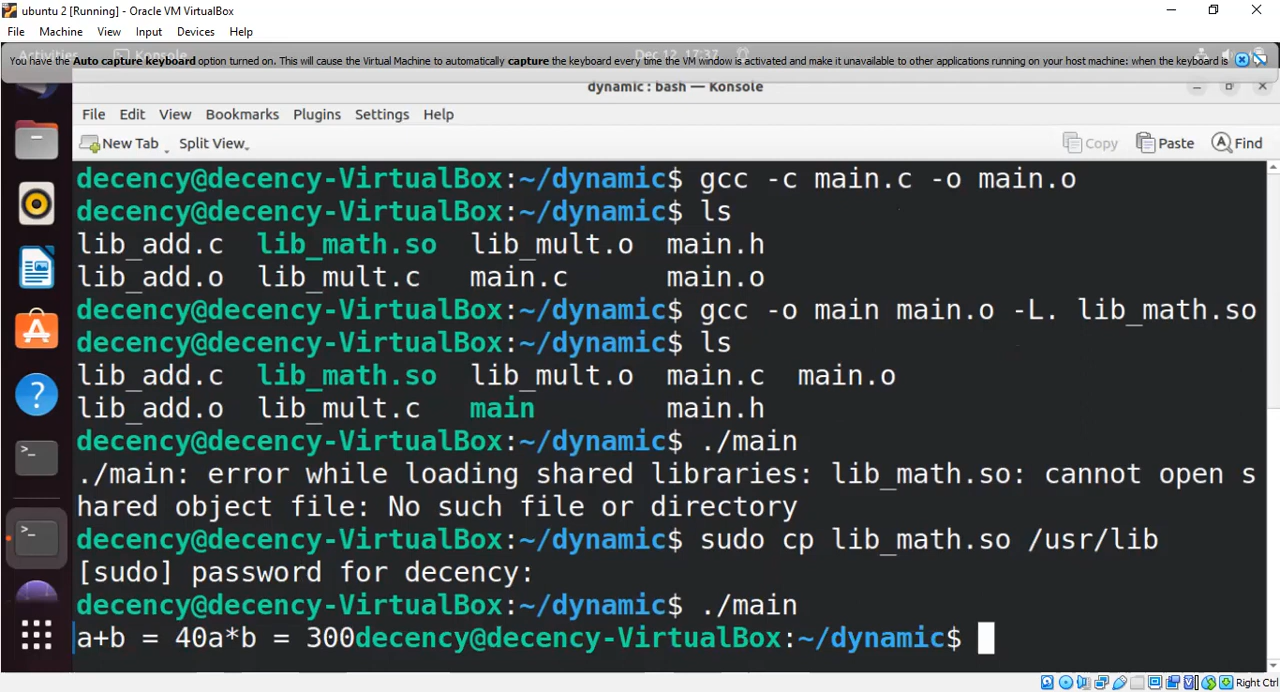 ubuntu 2 [Running] - Oracle VM VirtualBox
File Machine View Input Devices Help
Activities Konsole Dec 12 17:37
You have the Auto capture keyboard option turned on. This will cause the Virtual Machine to automatically capture the keyboard every time the VM window is activated and make it unavailable to other applications running on your host machine: when the keyboard is
dynamic : bash — Konsole
File Edit View Bookmarks Plugins Settings Help
New Tab Split View Copy Paste Find
decency@decency-VirtualBox:~/dynamic$ gcc -c main.c -o main.o
decency@decency-VirtualBox:~/dynamic$ ls
lib_add.c lib_math.so lib_mult.o main.h
lib_add.o lib_mult.c main.c main.o
decency@decency-VirtualBox:~/dynamic$ gcc -o main main.o -L. lib_math.so
decency@decency-VirtualBox:~/dynamic$ ls
lib_add.c lib_math.so lib_mult.o main.c main.o
lib_add.o lib_mult.c main main.h
decency@decency-VirtualBox:~/dynamic$ ./main
./main: error while loading shared libraries: lib_math.so: cannot open s
hared object file: No such file or directory
decency@decency-VirtualBox:~/dynamic$ sudo cp lib_math.so /usr/lib
[sudo] password for decency:
decency@decency-VirtualBox:~/dynamic$ ./main
a+b = 40a*b = 300decency@decency-VirtualBox:~/dynamic$
Right Ctrl